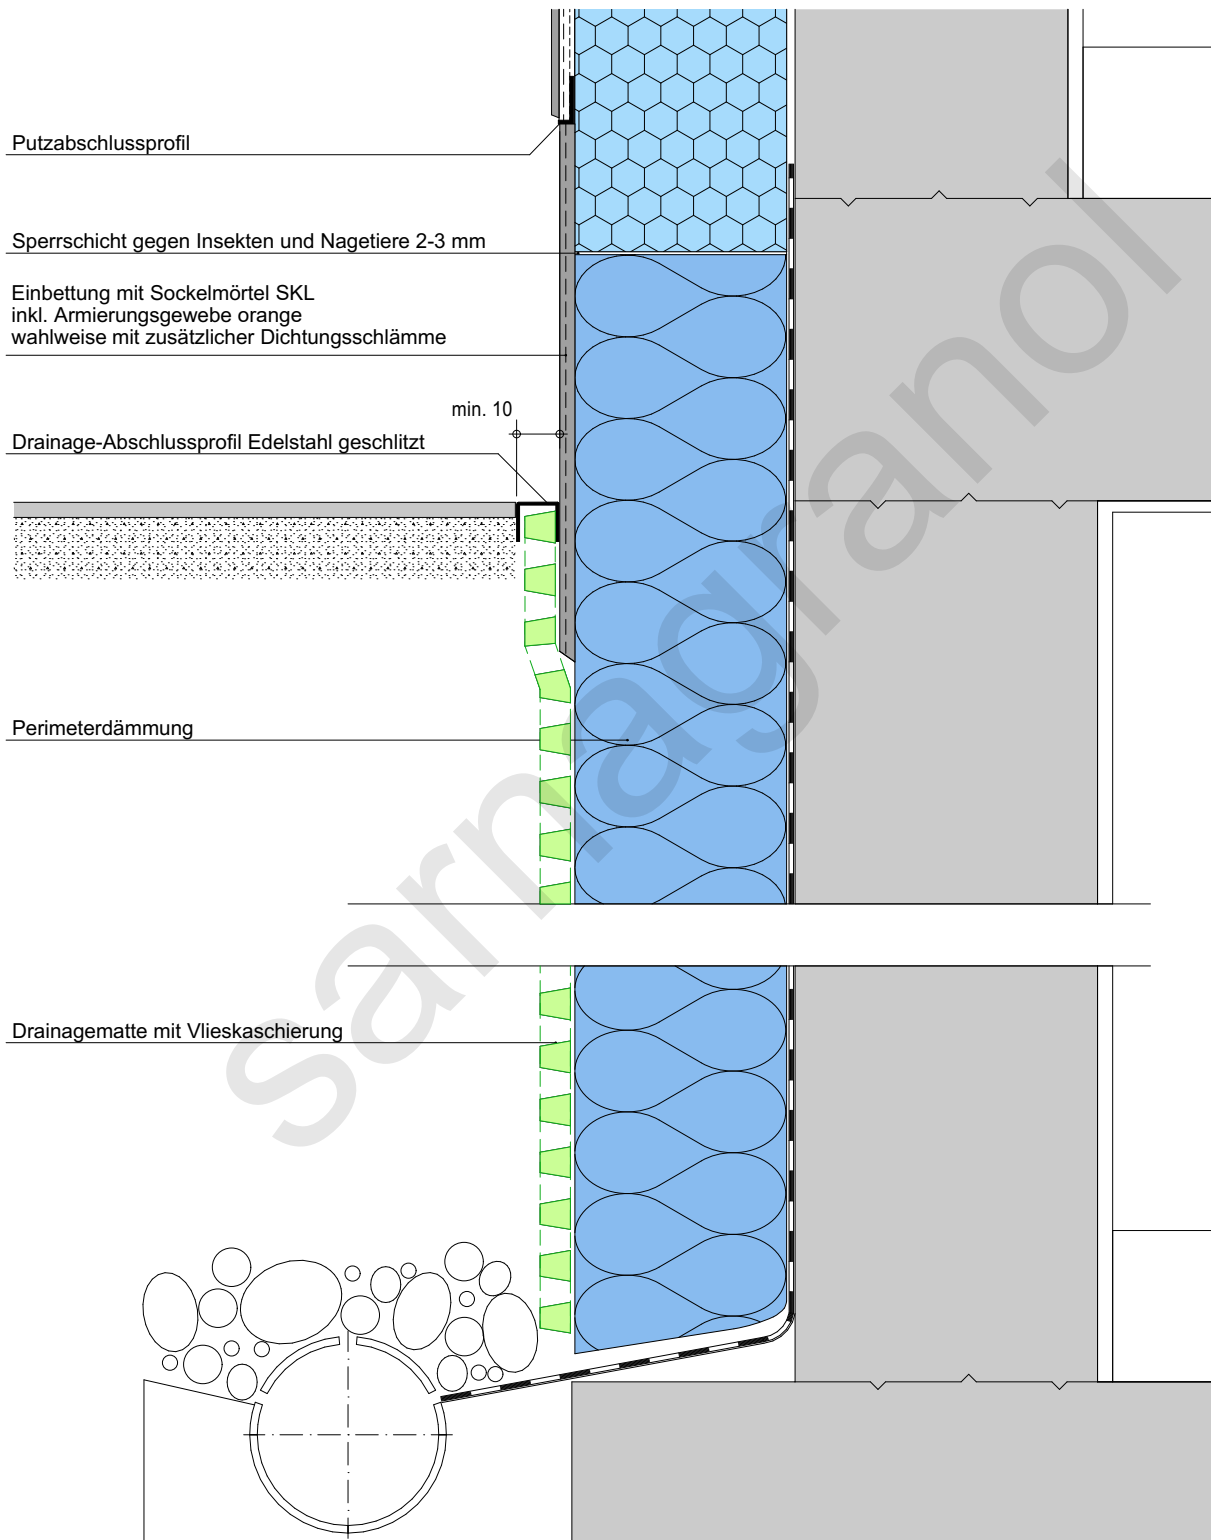 Putzabschlussprofil
Sperrschicht gegen Insekten und Nagetiere 2-3 mm
Einbettung mit Sockelmörtel SKL
inkl. Armierungsgewebe orange
wahlweise mit zusätzlicher Dichtungsschlämme
min. 10
Drainage-Abschlussprofil Edelstahl geschlitzt
Perimeterdämmung
Drainagematte mit Vlieskaschierung
sarnagranol